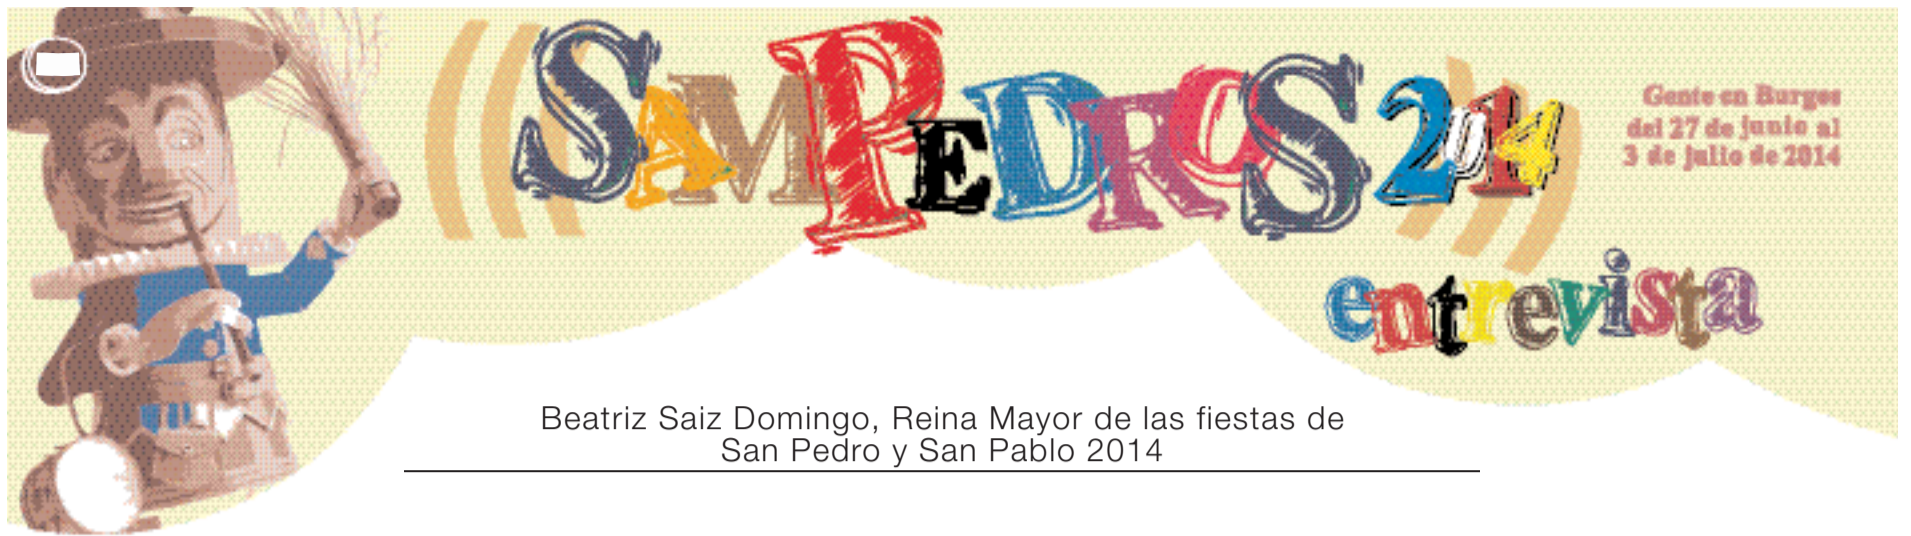 SAMPEDROS 2014
Gente en Burgos
del 27 de junio al
3 de julio de 2014
entrevista
Beatriz Saiz Domingo, Reina Mayor de las fiestas de
San Pedro y San Pablo 2014